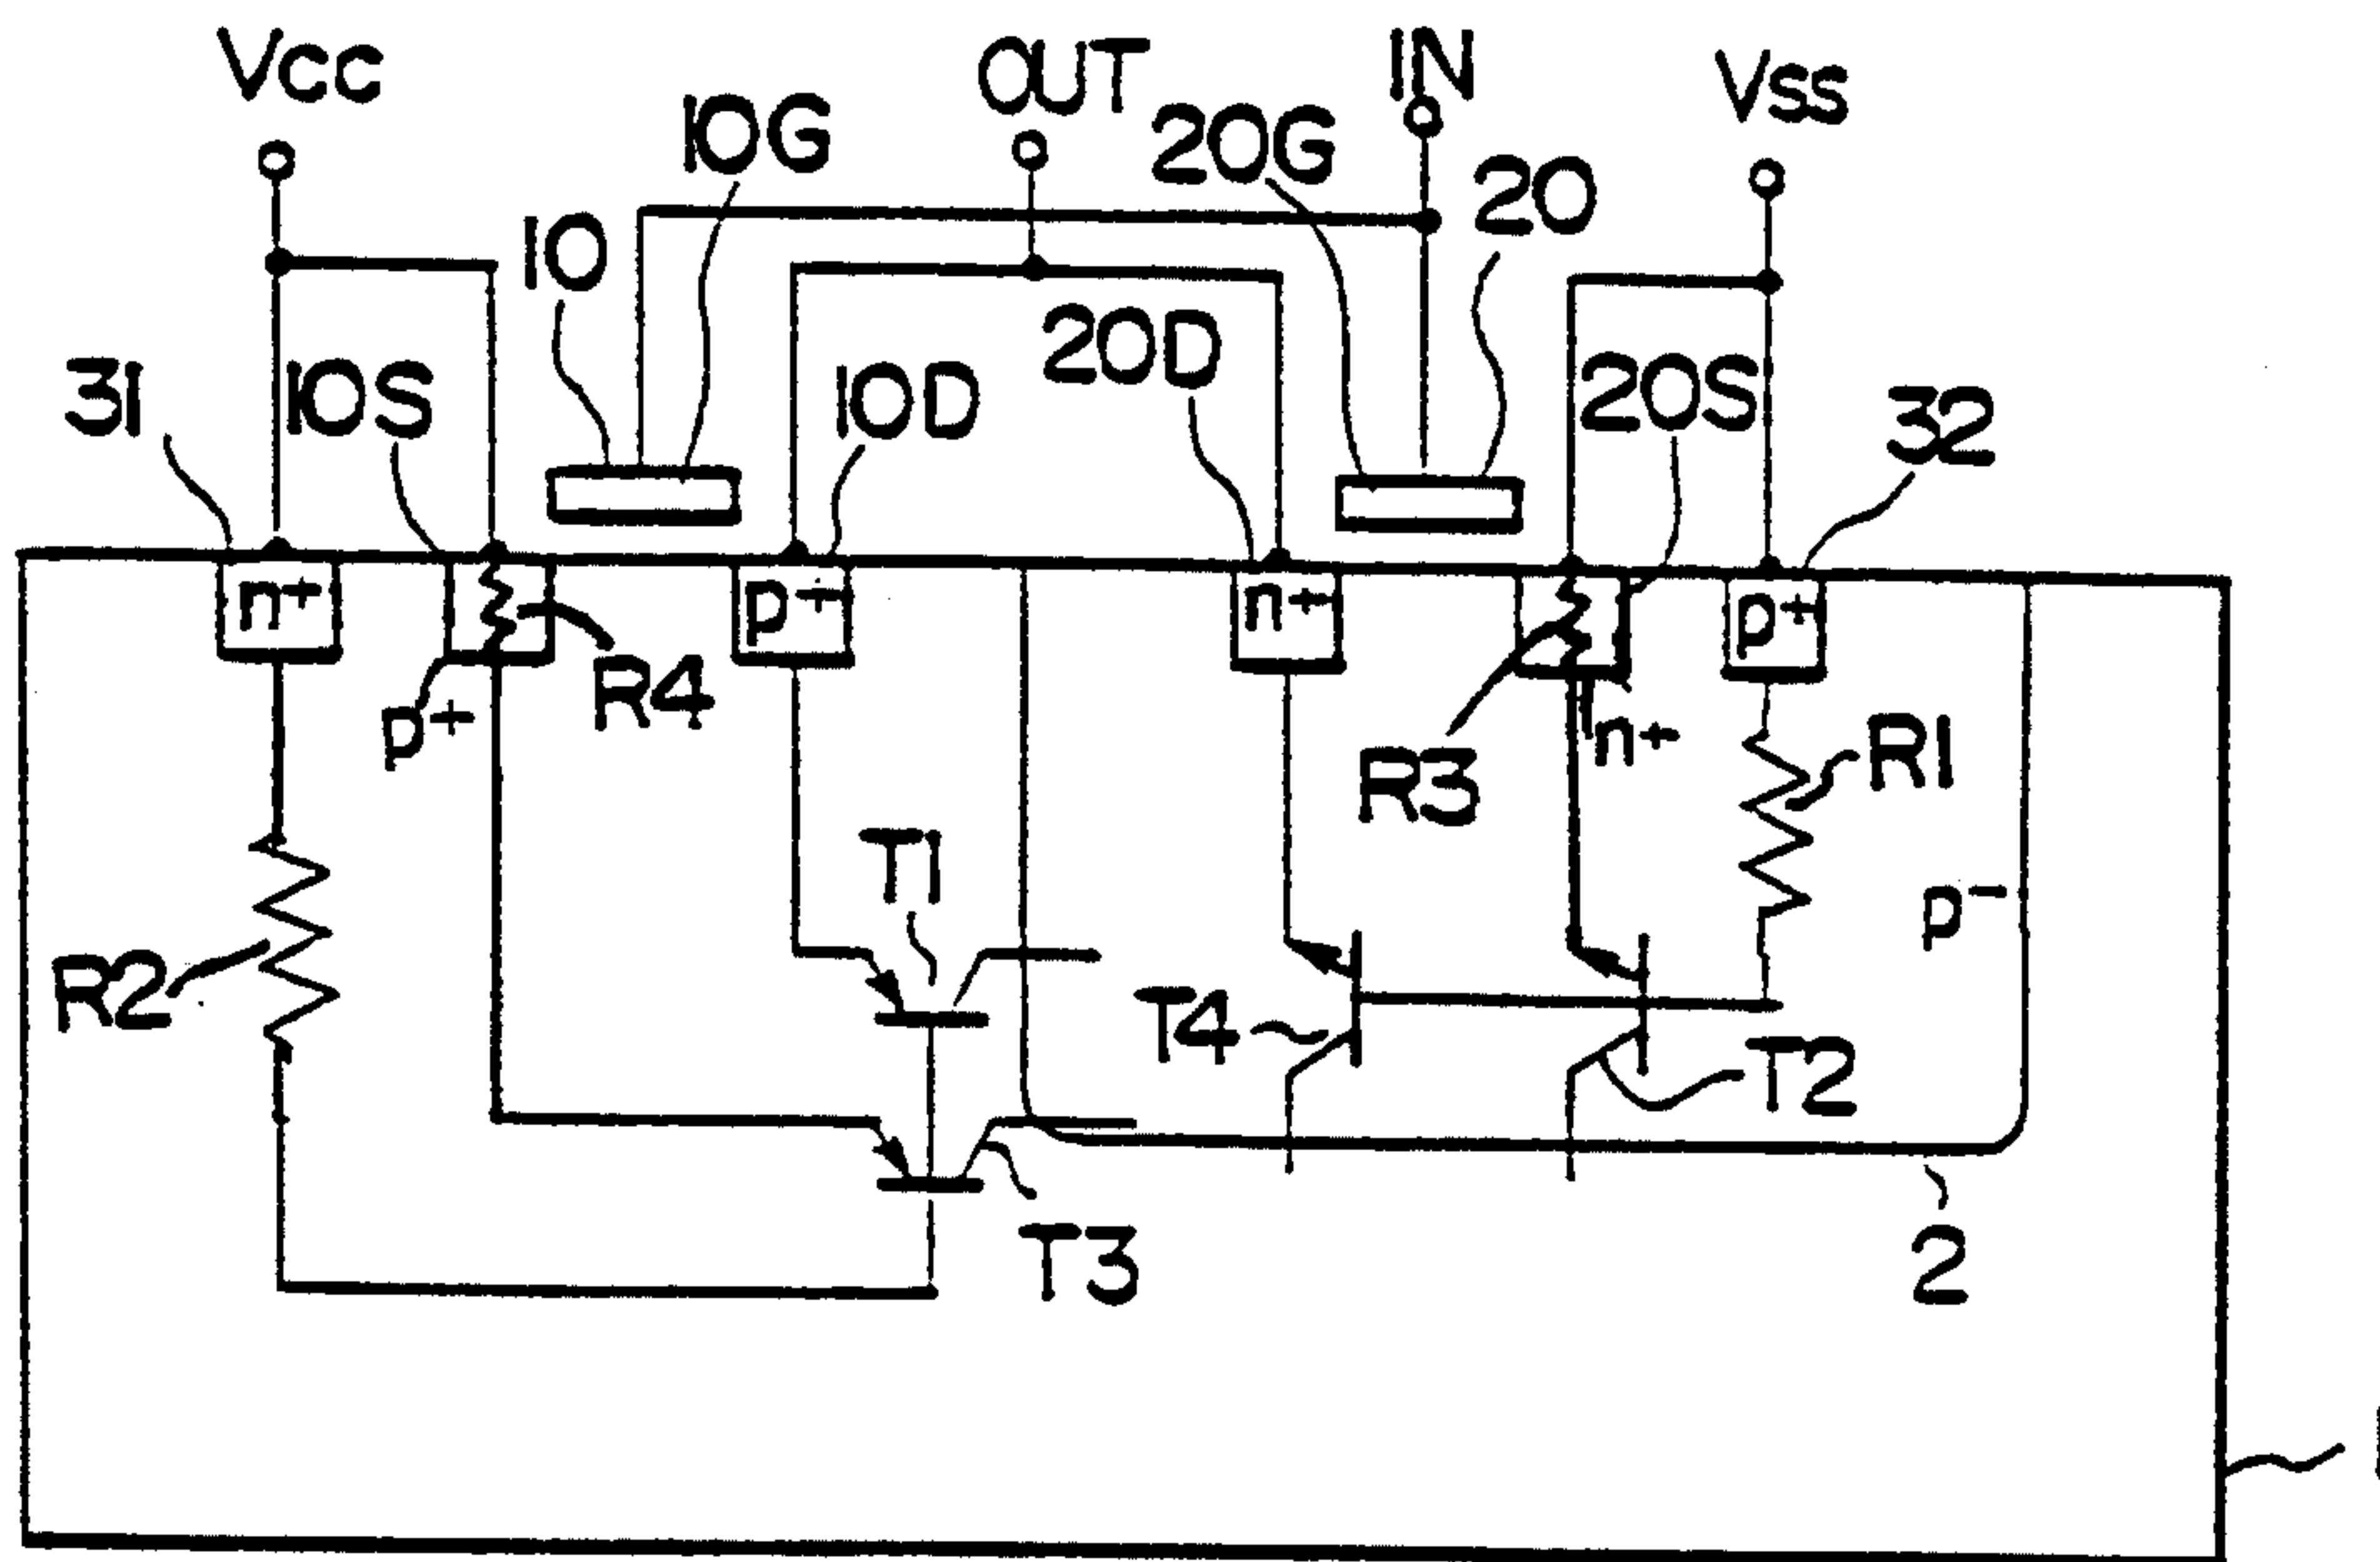 Vcc
OUT
IN
Vss
10G
20G
20
10
20D
31
10S
10D
20S
32
n+
p+
n+
p+
R4
p+
n+
R3
R1
T1
p-
R2
T4
T2
T3
2